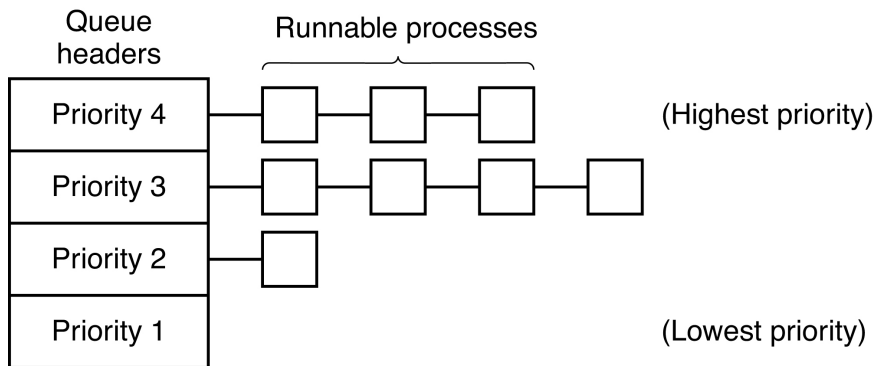 Queue
headers
Runnable processes
Priority 4
(Highest priority)
Priority 3
Priority 2
Priority 1
(Lowest priority)